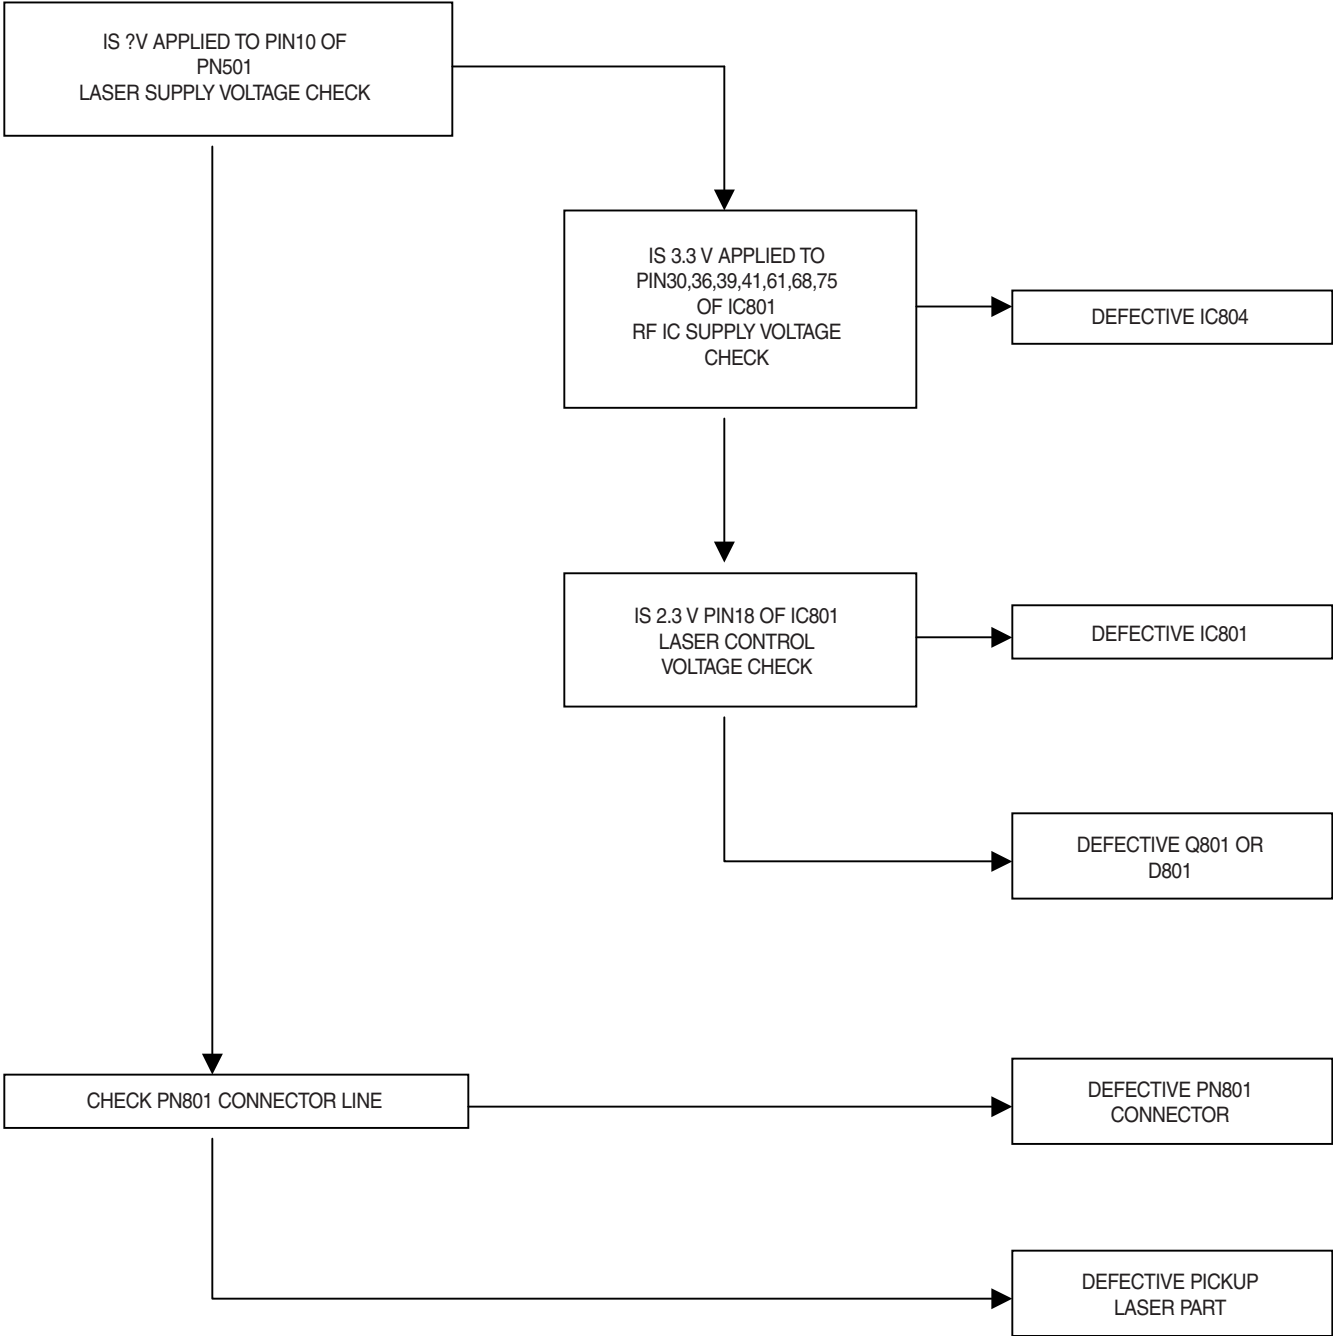 IS ?V APPLIED TO PIN10 OF
PN501
LASER SUPPLY VOLTAGE CHECK
IS 3.3 V APPLIED TO
PIN30,36,39,41,61,68,75
OF IC801
RF IC SUPPLY VOLTAGE
CHECK
DEFECTIVE IC804
IS 2.3 V PIN18 OF IC801
LASER CONTROL
VOLTAGE CHECK
DEFECTIVE IC801
DEFECTIVE Q801 OR
D801
CHECK PN801 CONNECTOR LINE
DEFECTIVE PN801
CONNECTOR
DEFECTIVE PICKUP
LASER PART